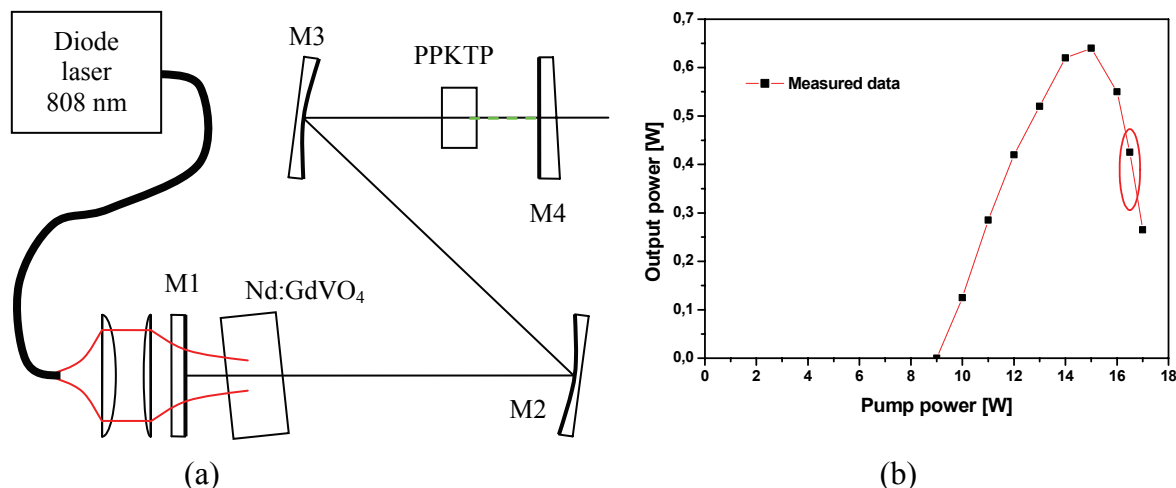 Diode
laser
808 nm
M3
PPKTP
M4
M1
Nd:GdVO₄
M2
(a)
0,7
0,6
0,5
0,4
0,3
0,2
0,1
0,0
Output power [W]
Measured data
0 2 4 6 8 10 12 14 16 18
Pump power [W]
(b)